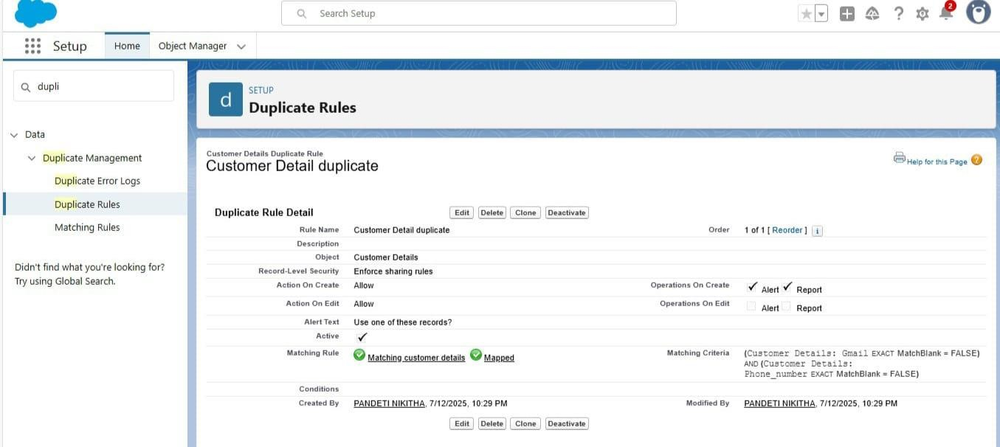 Search Setup
2
Setup
Home
Object Manager
dupli
Data
Duplicate Management
Duplicate Error Logs
Duplicate Rules
Matching Rules
Didn't find what you're looking for?
Try using Global Search.
d
SETUP
Duplicate Rules
Customer Details Duplicate Rule
Customer Detail duplicate
Help for this Page ?
Duplicate Rule Detail Edit Delete Clone Deactivate
Rule Name Customer Detail duplicate Order 1 of 1 [ Reorder ] i
Description
Object Customer Details
Record-Level Security Enforce sharing rules
Action On Create Allow Operations On Create Alert Report
Action On Edit Allow Operations On Edit Alert Report
Alert Text Use one of these records?
Active
Matching Rule Matching customer details Mapped Matching Criteria (Customer Details: Gmail EXACT MatchBlank = FALSE)
AND (Customer Details:
Phone_number EXACT MatchBlank = FALSE)
Conditions
Created By PANDETI NIKITHA, 7/12/2025, 10:29 PM Modified By PANDETI NIKITHA, 7/12/2025, 10:29 PM
Edit Delete Clone Deactivate